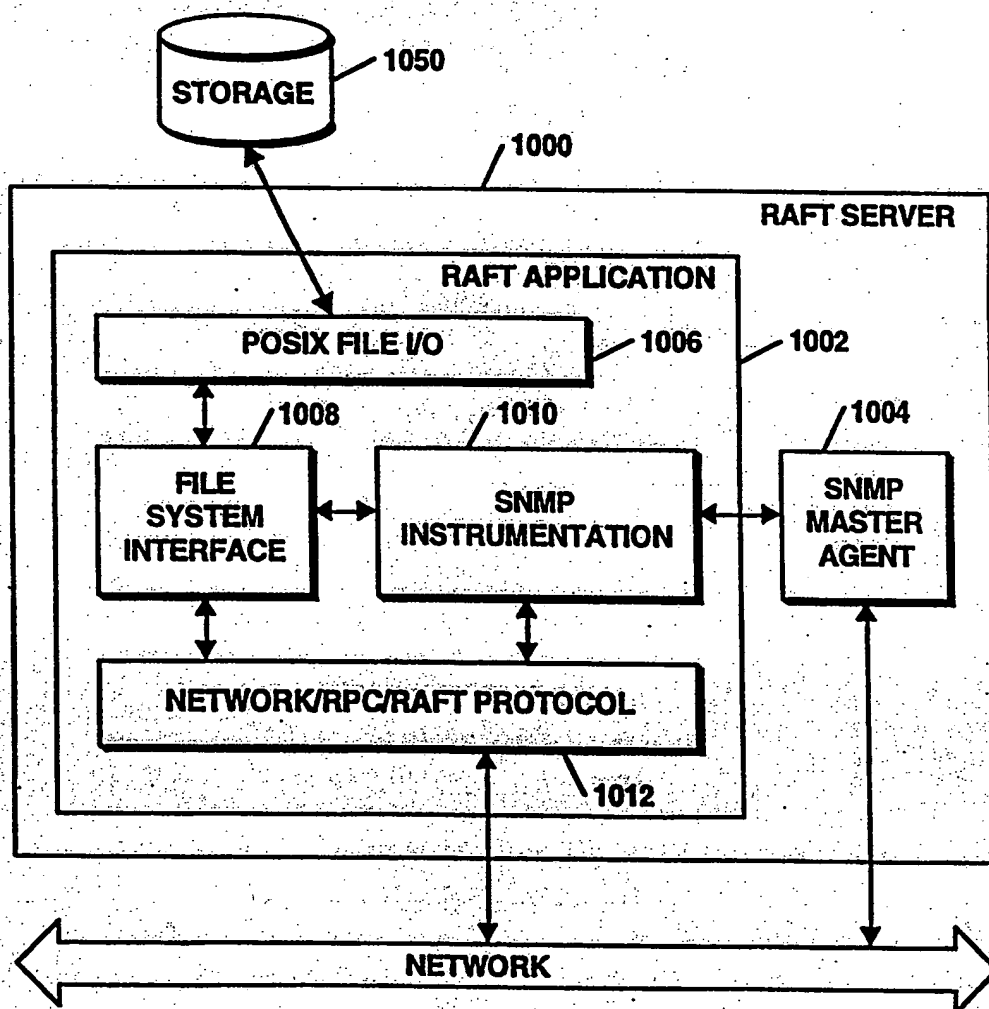 1050
STORAGE
1000
RAFT SERVER
RAFT APPLICATION
POSIX FILE I/O
1006
1002
1008
1010
1004
FILE
SYSTEM
INTERFACE
SNMP
INSTRUMENTATION
SNMP
MASTER
AGENT
NETWORK/RPC/RAFT PROTOCOL
1012
NETWORK